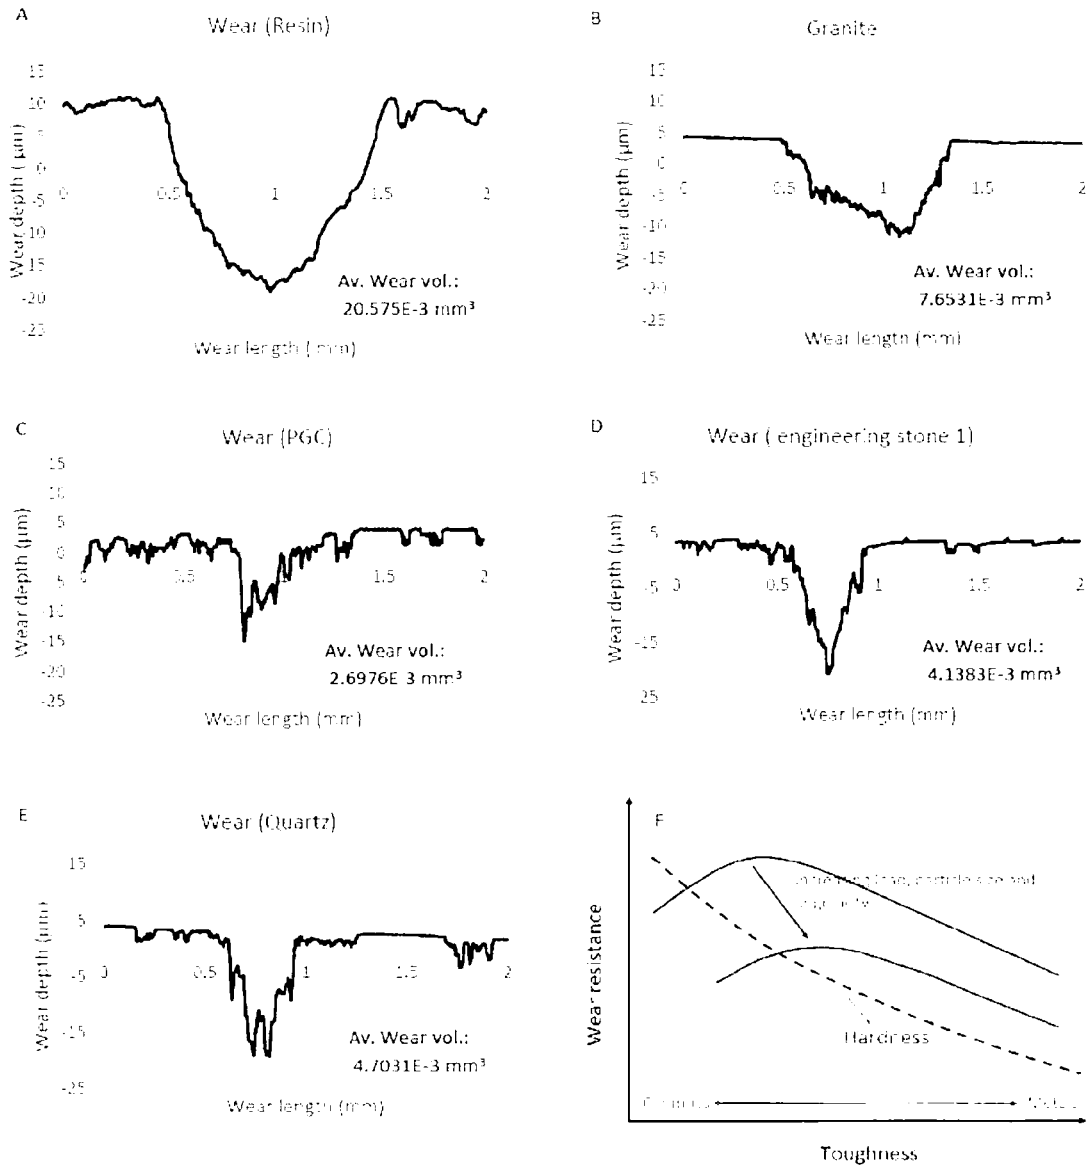 A
Wear (Resin)
15
10
5
0
-5
-10
-15
-20
-25
0
0.5
1
1.5
2
Wear depth (μm)
Av. Wear vol.:
20.575E-3 mm³
Wear length (mm)
B
Granite
15
10
5
0
-5
-10
-15
-20
-25
0
0.5
1
1.5
2
Wear depth (μm)
Av. Wear vol.:
7.6531E-3 mm³
Wear length (mm)
C
Wear (PGC)
15
10
5
0
-5
-10
-15
-20
-25
0
0.5
1
1.5
2
Wear depth (μm)
Av. Wear vol.:
2.6976E-3 mm³
Wear length (mm)
D
Wear ( engineering stone 1)
15
5
-5
-15
25
0
0.5
1
1.5
2
Wear depth (μm)
Av. Wear vol.:
4.1383E-3 mm³
Wear length (mm)
E
Wear (Quartz)
15
5
-5
-15
-25
0
0.5
1
1.5
2
Wear depth (μm)
Av. Wear vol.:
4.7031E-3 mm³
Wear length (mm)
F
particle size and
Hardness
Wear resistance
Toughness